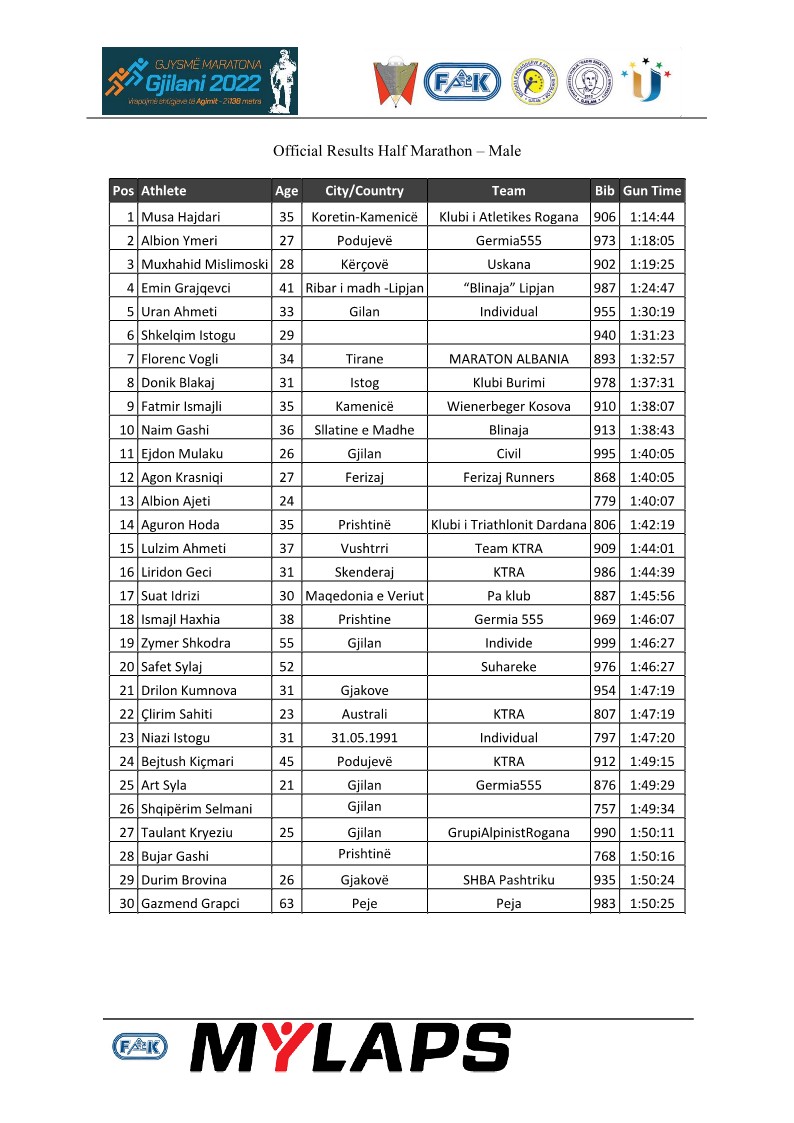 GJYSMË MARATONA
Gjilani 2022
Vrapojmë shtigjeve të Agimit - 21138 metra
FAK
U
Official Results Half Marathon – Male
Pos Athlete Age City/Country Team Bib Gun Time
1 Musa Hajdari 35 Koretin-Kamenicë Klubi i Atletikes Rogana 906 1:14:44
2 Albion Ymeri 27 Podujevë Germia555 973 1:18:05
3 Muxhahid Mislimoski 28 Kërçovë Uskana 902 1:19:25
4 Emin Grajqevci 41 Ribar i madh -Lipjan “Blinaja” Lipjan 987 1:24:47
5 Uran Ahmeti 33 Gilan Individual 955 1:30:19
6 Shkelqim Istogu 29 940 1:31:23
7 Florenc Vogli 34 Tirane MARATON ALBANIA 893 1:32:57
8 Donik Blakaj 31 Istog Klubi Burimi 978 1:37:31
9 Fatmir Ismajli 35 Kamenicë Wienerbeger Kosova 910 1:38:07
10 Naim Gashi 36 Sllatine e Madhe Blinaja 913 1:38:43
11 Ejdon Mulaku 26 Gjilan Civil 995 1:40:05
12 Agon Krasniqi 27 Ferizaj Ferizaj Runners 868 1:40:05
13 Albion Ajeti 24 779 1:40:07
14 Aguron Hoda 35 Prishtinë Klubi i Triathlonit Dardana 806 1:42:19
15 Lulzim Ahmeti 37 Vushtrri Team KTRA 909 1:44:01
16 Liridon Geci 31 Skenderaj KTRA 986 1:44:39
17 Suat Idrizi 30 Maqedonia e Veriut Pa klub 887 1:45:56
18 Ismajl Haxhia 38 Prishtine Germia 555 969 1:46:07
19 Zymer Shkodra 55 Gjilan Individe 999 1:46:27
20 Safet Sylaj 52 Suhareke 976 1:46:27
21 Drilon Kumnova 31 Gjakove 954 1:47:19
22 Çlirim Sahiti 23 Australi KTRA 807 1:47:19
23 Niazi Istogu 31 31.05.1991 Individual 797 1:47:20
24 Bejtush Kiçmari 45 Podujevë KTRA 912 1:49:15
25 Art Syla 21 Gjilan Germia555 876 1:49:29
26 Shqipërim Selmani Gjilan 757 1:49:34
27 Taulant Kryeziu 25 Gjilan GrupiAlpinistRogana 990 1:50:11
28 Bujar Gashi Prishtinë 768 1:50:16
29 Durim Brovina 26 Gjakovë SHBA Pashtriku 935 1:50:24
30 Gazmend Grapci 63 Peje Peja 983 1:50:25
FAK MYLAPS